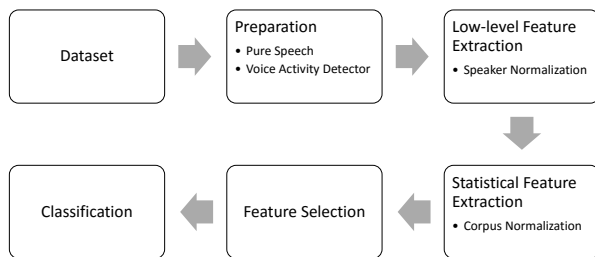 Dataset
Preparation
• Pure Speech
• Voice Activity Detector
Low-level Feature
Extraction
• Speaker Normalization
Statistical Feature
Extraction
• Corpus Normalization
Feature Selection
Classification